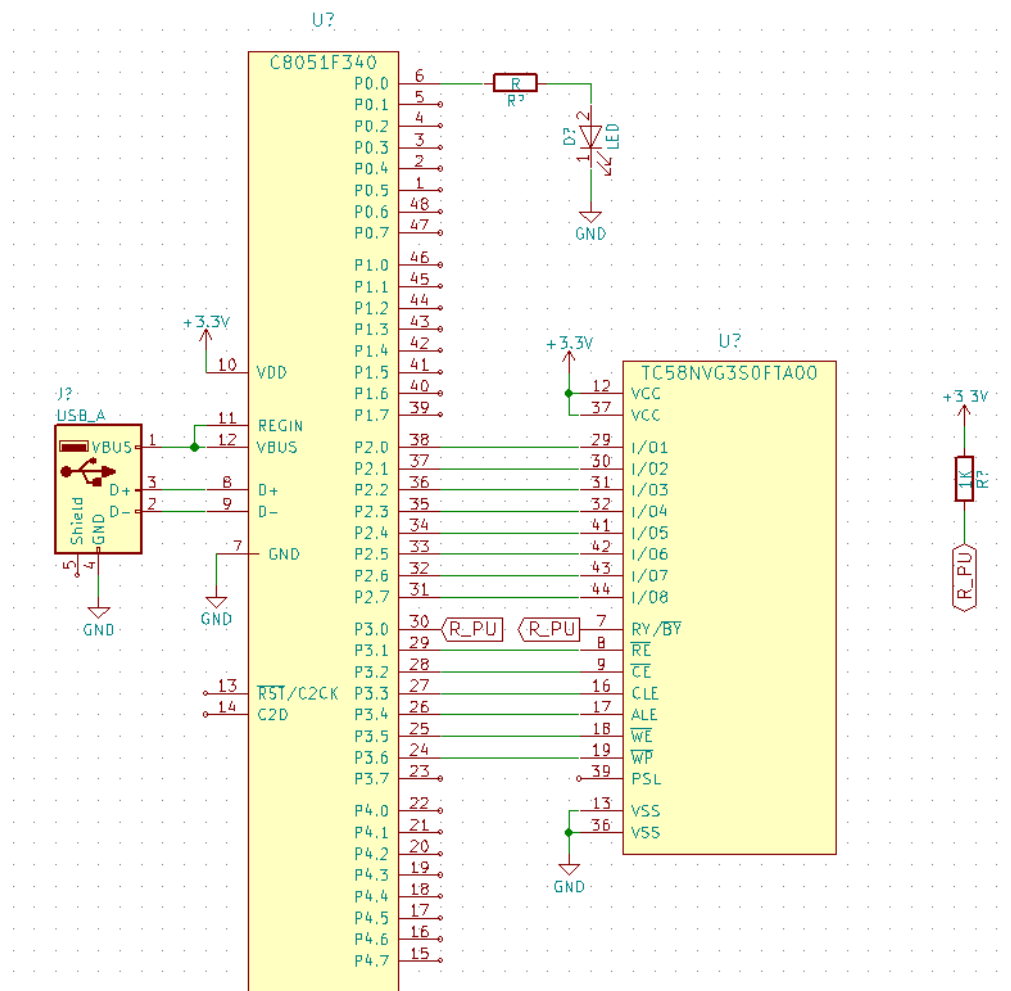 U?
C8051F340
P0.0 6
R
R?
P0.1 5
P0.2 4
2
D?
LED
1
P0.3 3
P0.4 2
P0.5 1
P0.6 48
P0.7 47
GND
P1.0 46
P1.1 45
P1.2 44
P1.3 43
P1.4 42
P1.5 41
P1.6 40
P1.7 39
+3.3V
10 VDD
J?
USB_A
11 REGIN
VBUS 1
12 VBUS
D+ 3
8 D+
D- 2
9 D-
Shield
GND
5
4
GND
7 GND
GND
13 RST/C2CK
14 C2D
P2.0 38
P2.1 37
P2.2 36
P2.3 35
P2.4 34
P2.5 33
P2.6 32
P2.7 31
P3.0 30
R_PU
P3.1 29
P3.2 28
P3.3 27
P3.4 26
P3.5 25
P3.6 24
P3.7 23
P4.0 22
P4.1 21
P4.2 20
P4.3 19
P4.4 18
P4.5 17
P4.6 16
P4.7 15
+3.3V
U?
TC58NVG3S0FTA00
12 VCC
37 VCC
29 I/O1
30 I/O2
31 I/O3
32 I/O4
41 I/O5
42 I/O6
43 I/O7
44 I/O8
R_PU
7 RY/BY
8 RE
9 CE
16 CLE
17 ALE
18 WE
19 WP
39 PSL
13 VSS
36 VSS
GND
+3.3V
1K
R?
R_PU